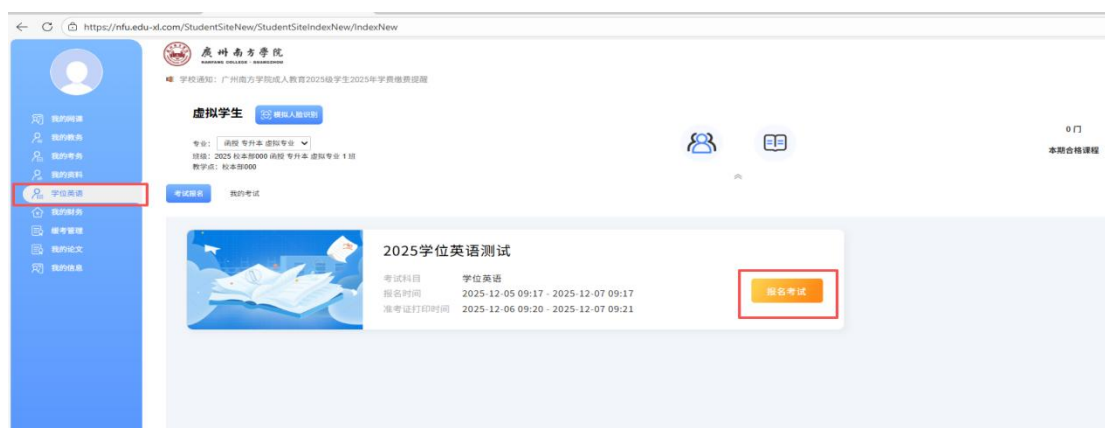 https://nfu.edu-xl.com/StudentSiteNew/StudentSiteIndexNew/IndexNew
廣州南方學院
NANFANG COLLEGE · GUANGZHOU
学校通知：广州南方学院成人教育2025级学生2025年学费缴费提醒
虚拟学生 模拟人脸识别
专业： 函授 专升本 虚拟专业
班级：2025 校本部000 函授 专升本 虚拟专业 1 班
教学点：校本部000
0 门
本期合格课程
我的网课
我的教务
我的考务
我的资料
学位英语
我的财务
缓考管理
我的论文
我的信息
考试报名 我的考试
2025学位英语测试
考试科目 学位英语
报名时间 2025-12-05 09:17 - 2025-12-07 09:17
准考证打印时间 2025-12-06 09:20 - 2025-12-07 09:21
报名考试